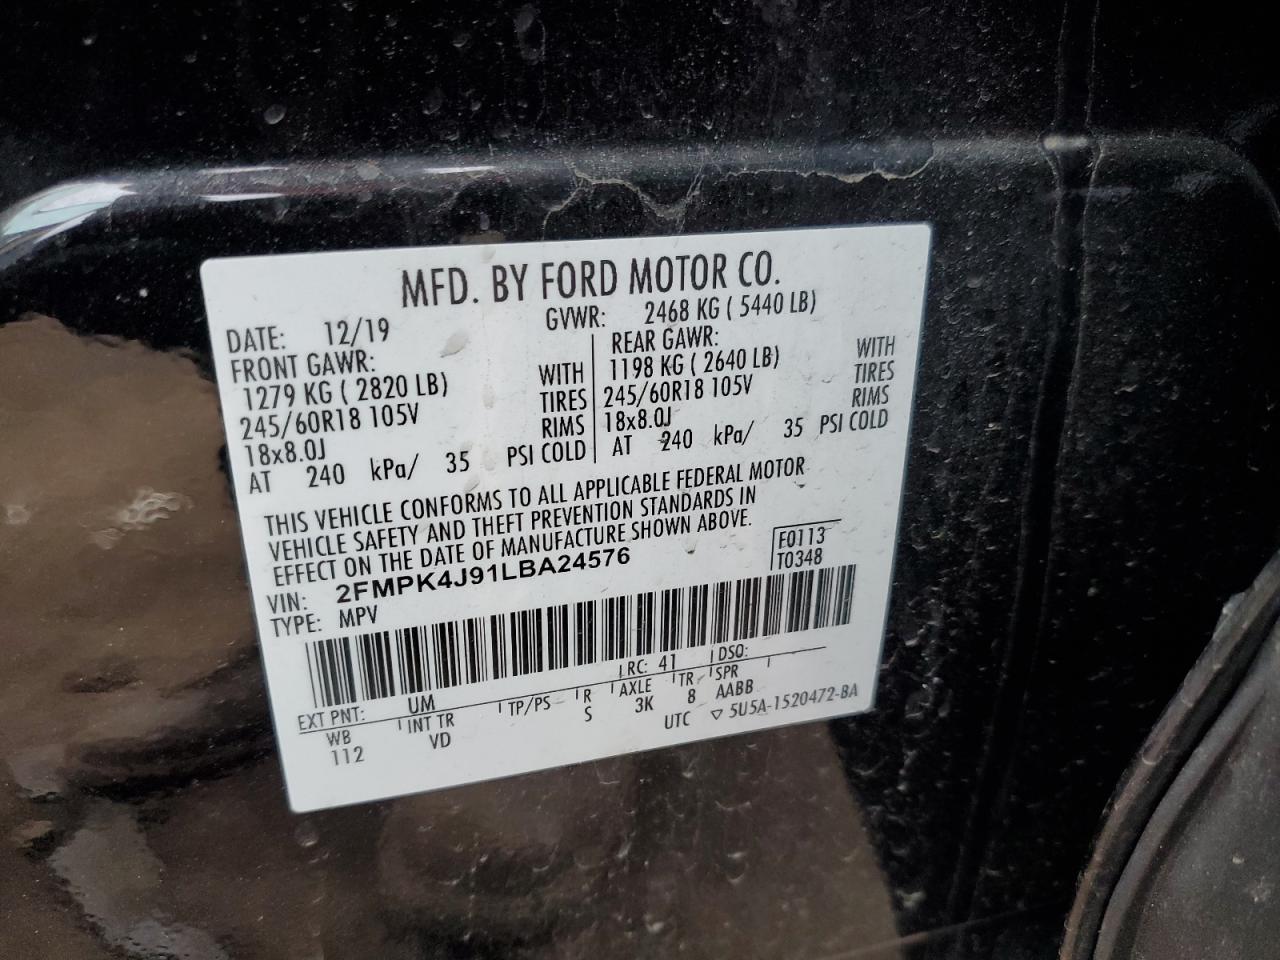 MFD. BY FORD MOTOR CO.
DATE: 12/19 GVWR: 2468 KG ( 5440 LB)
FRONT GAWR: REAR GAWR:
1279 KG ( 2820 LB) WITH 1198 KG ( 2640 LB) WITH
245/60R18 105V TIRES 245/60R18 105V TIRES
18x8.0J RIMS 18x8.0J RIMS
AT 240 kPa/ 35 PSI COLD AT 240 kPa/ 35 PSI COLD
THIS VEHICLE CONFORMS TO ALL APPLICABLE FEDERAL MOTOR
VEHICLE SAFETY AND THEFT PREVENTION STANDARDS IN
EFFECT ON THE DATE OF MANUFACTURE SHOWN ABOVE.
VIN: 2FMPK4J91LBA24576 F0113
TYPE: MPV T0348
EXT PNT: UM RC: 41 DSO:
WB INT TR TP/PS R AXLE TR SPR
112 VD S 3K 8 AABB
UTC ▽ 5U5A-1520472-BA